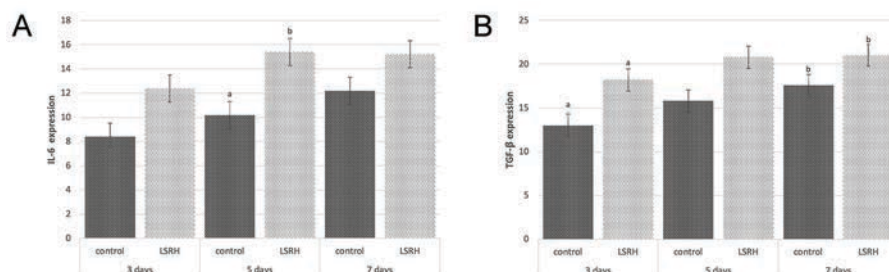 A
18
16
14
12
10
8
6
4
2
0
IL-6 expression
a
b
control
LSRH
control
LSRH
control
LSRH
3 days
5 days
7 days
B
25
20
15
10
5
0
TGF-β expression
a
a
b
b
control
LSRH
control
LSRH
control
LSRH
3 days
5 days
7 days